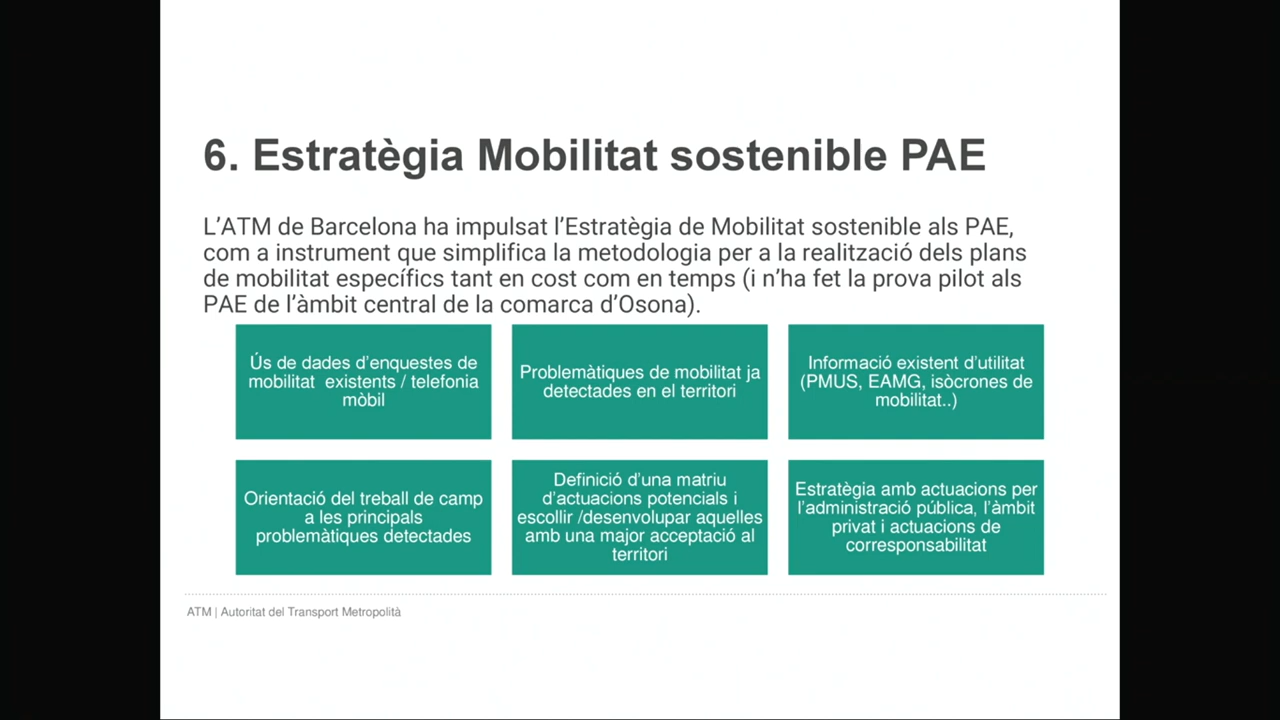 6. Estratègia Mobilitat sostenible PAE
L'ATM de Barcelona ha impulsat l'Estratègia de Mobilitat sostenible als PAE,
com a instrument que simplifica la metodologia per a la realització dels plans
de mobilitat específics tant en cost com en temps (i n'ha fet la prova pilot als
PAE de l'àmbit central de la comarca d'Osona).
Ús de dades d'enquestes de
mobilitat existents / telefonia
mòbil
Problemàtiques de mobilitat ja
detectades en el territori
Informació existent d'utilitat
(PMUS, EAMG, isòcrones de
mobilitat..)
Orientació del treball de camp
a les principals
problemàtiques detectades
Definició d'una matriu
d'actuacions potencials i
escollir /desenvolupar aquelles
amb una major acceptació al
territori
Estratègia amb actuacions per
l'administració pública, l'àmbit
privat i actuacions de
corresponsabilitat
ATM | Autoritat del Transport Metropolità